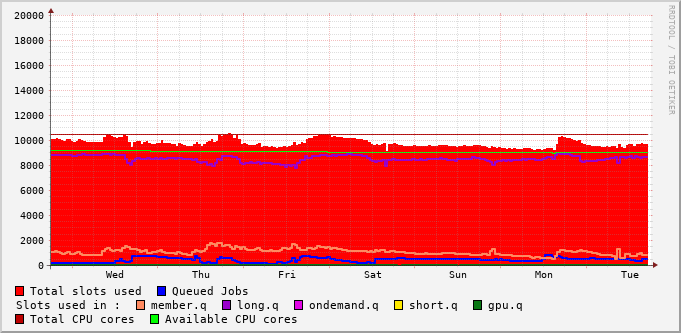 20000
18000
16000
14000
12000
10000
8000
6000
4000
2000
0
Wed Thu Fri Sat Sun Mon Tue
RRDTOOL / TOBI OETIKER
Total slots used Queued Jobs
Slots used in : member.q long.q ondemand.q short.q gpu.q
Total CPU cores Available CPU cores